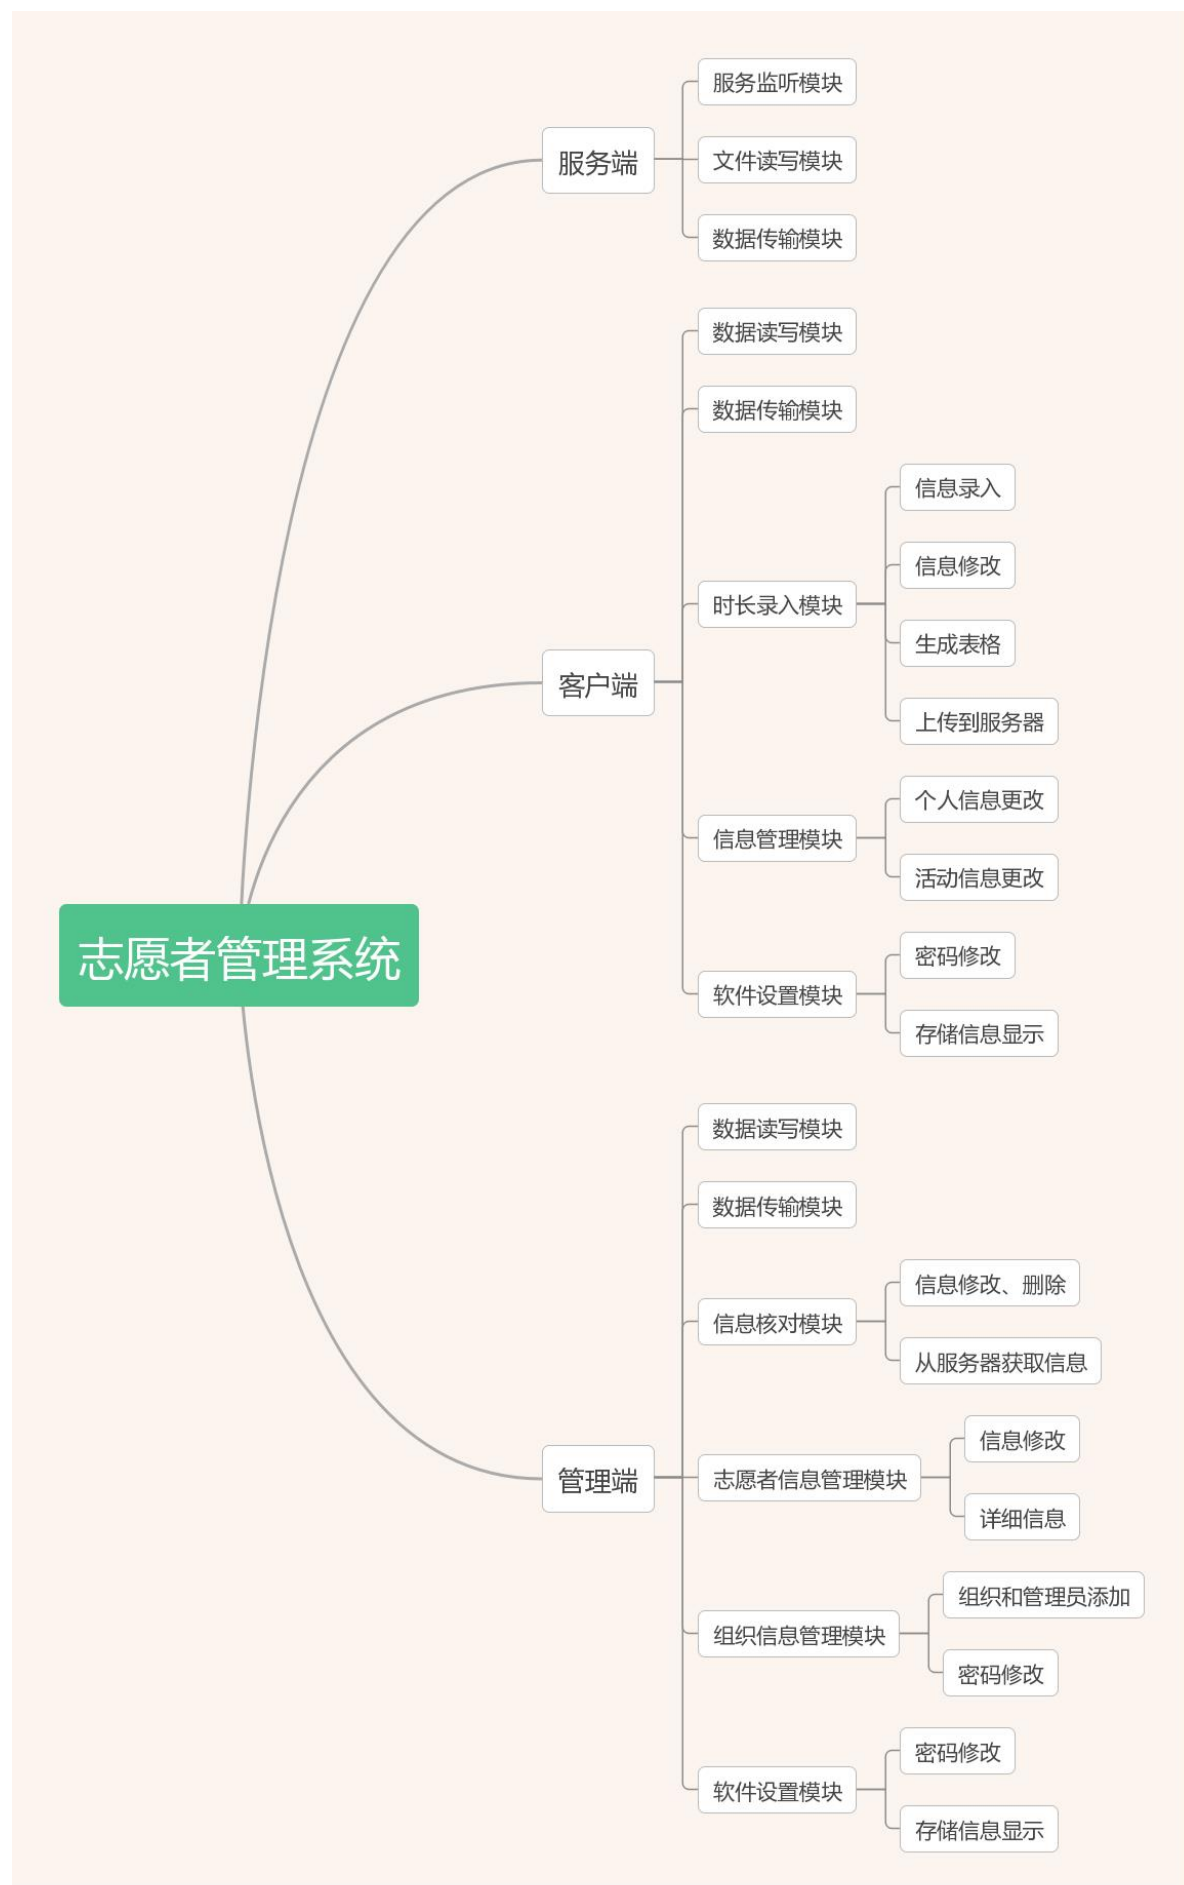 志愿者管理系统
服务端
服务监听模块
文件读写模块
数据传输模块
客户端
数据读写模块
数据传输模块
时长录入模块
信息录入
信息修改
生成表格
上传到服务器
信息管理模块
个人信息更改
活动信息更改
软件设置模块
密码修改
存储信息显示
管理端
数据读写模块
数据传输模块
信息核对模块
信息修改、删除
从服务器获取信息
志愿者信息管理模块
信息修改
详细信息
组织信息管理模块
组织和管理员添加
密码修改
软件设置模块
密码修改
存储信息显示